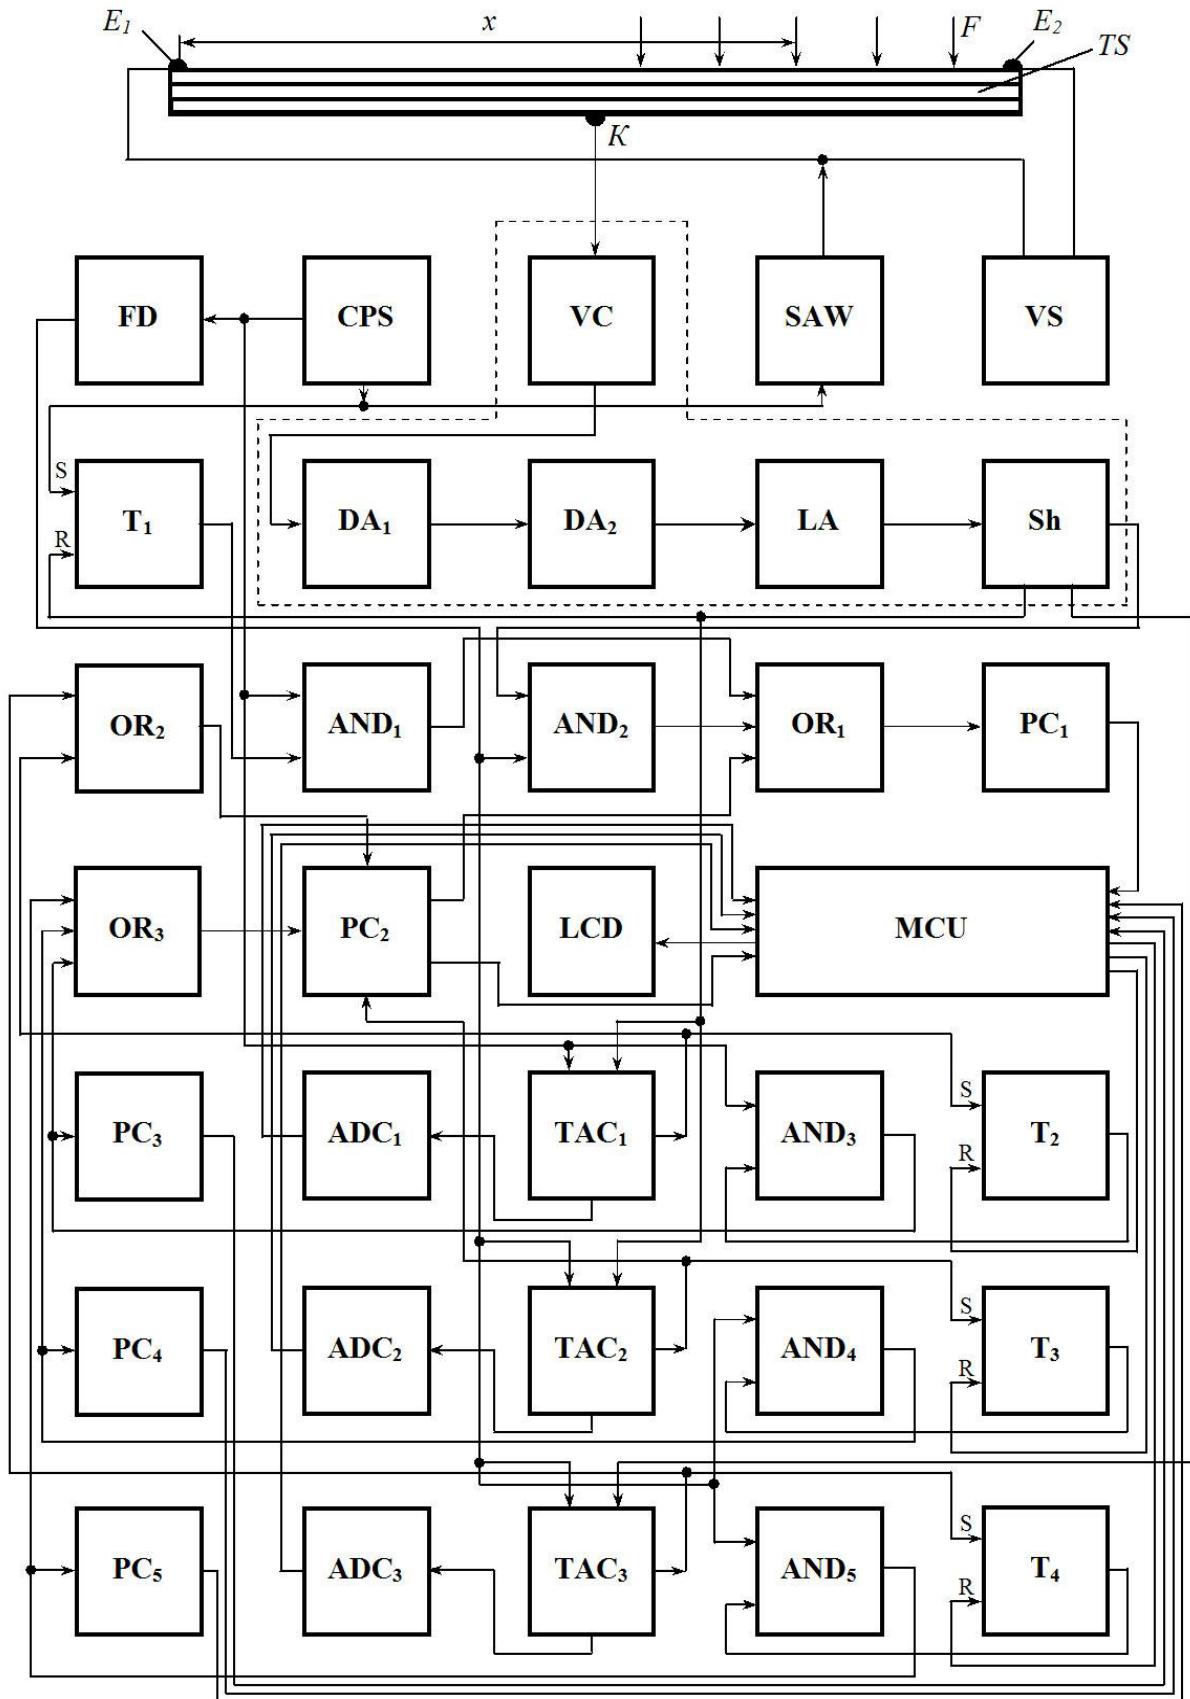 E₁ x F E₂ TS
K
FD CPS VC SAW VS
S
T₁ DA₁ DA₂ LA Sh
R
OR₂ AND₁ AND₂ OR₁ PC₁
OR₃ PC₂ LCD MCU
S
PC₃ ADC₁ TAC₁ AND₃ T₂
R
S
PC₄ ADC₂ TAC₂ AND₄ T₃
R
S
PC₅ ADC₃ TAC₃ AND₅ T₄
R